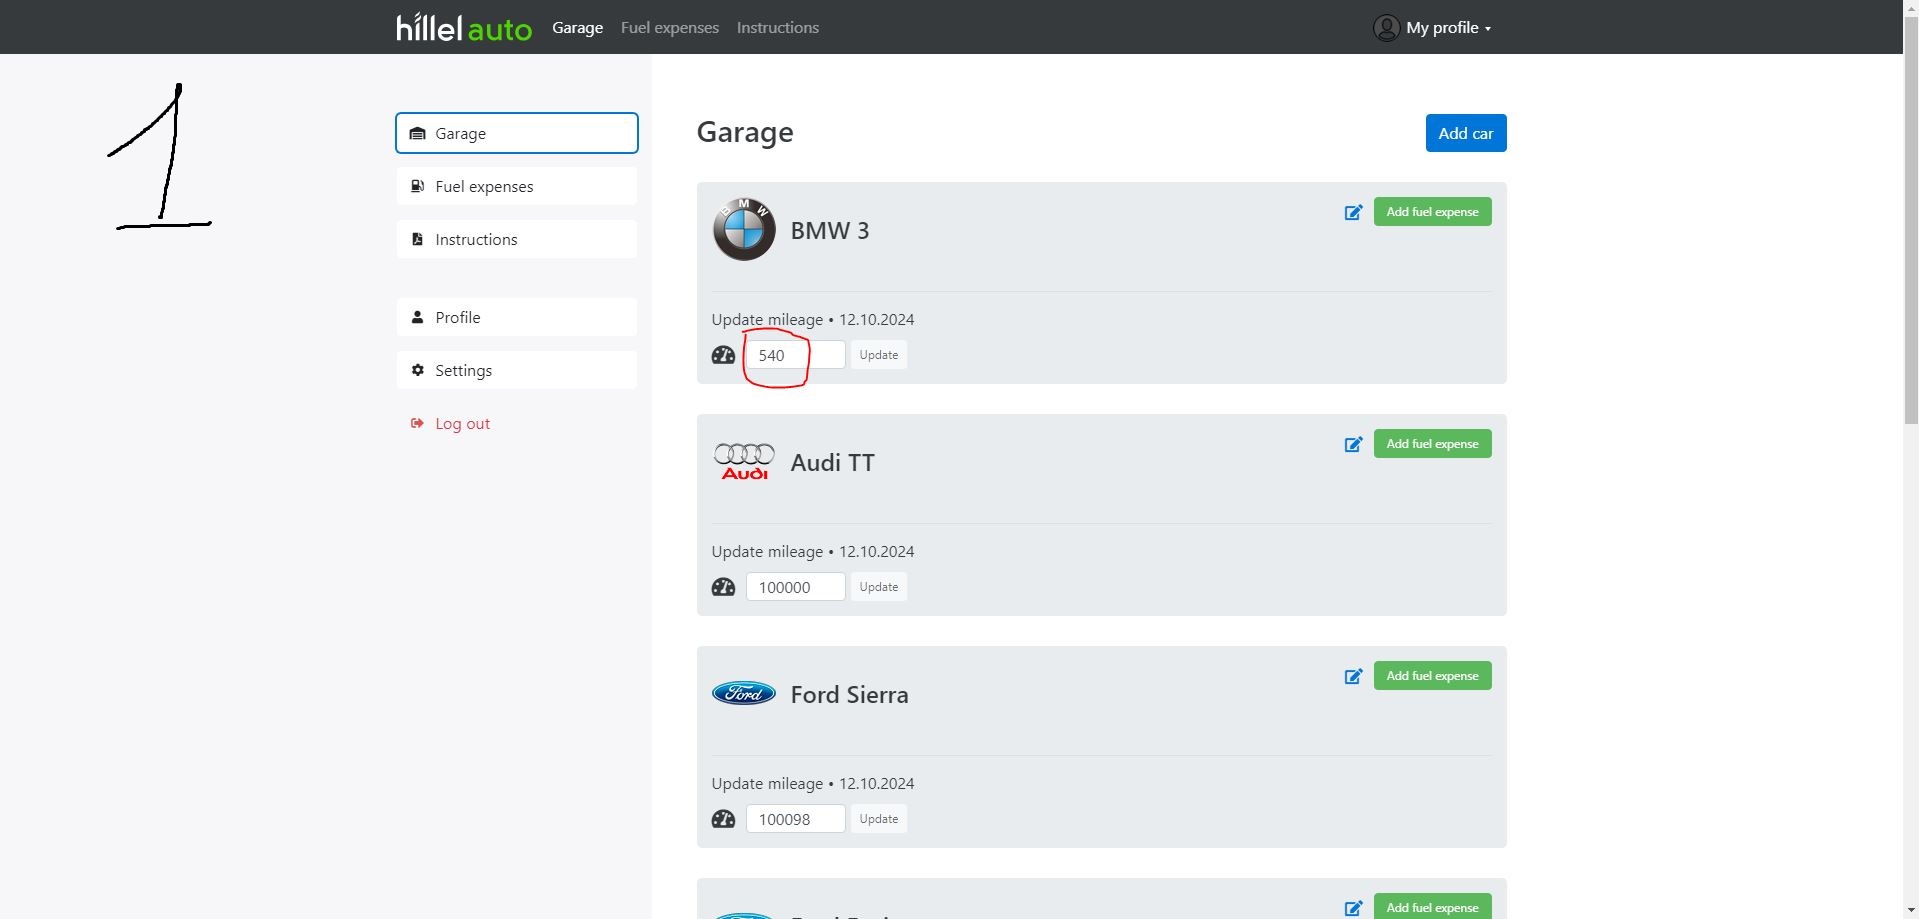 hillel auto Garage Fuel expenses Instructions My profile
1
Garage
Fuel expenses
Instructions
Profile
Settings
Log out
Garage Add car
BMW
BMW 3 Add fuel expense
Update mileage • 12.10.2024
540 Update
Audi
Audi TT Add fuel expense
Update mileage • 12.10.2024
100000 Update
Ford
Ford Sierra Add fuel expense
Update mileage • 12.10.2024
100098 Update
Add fuel expense